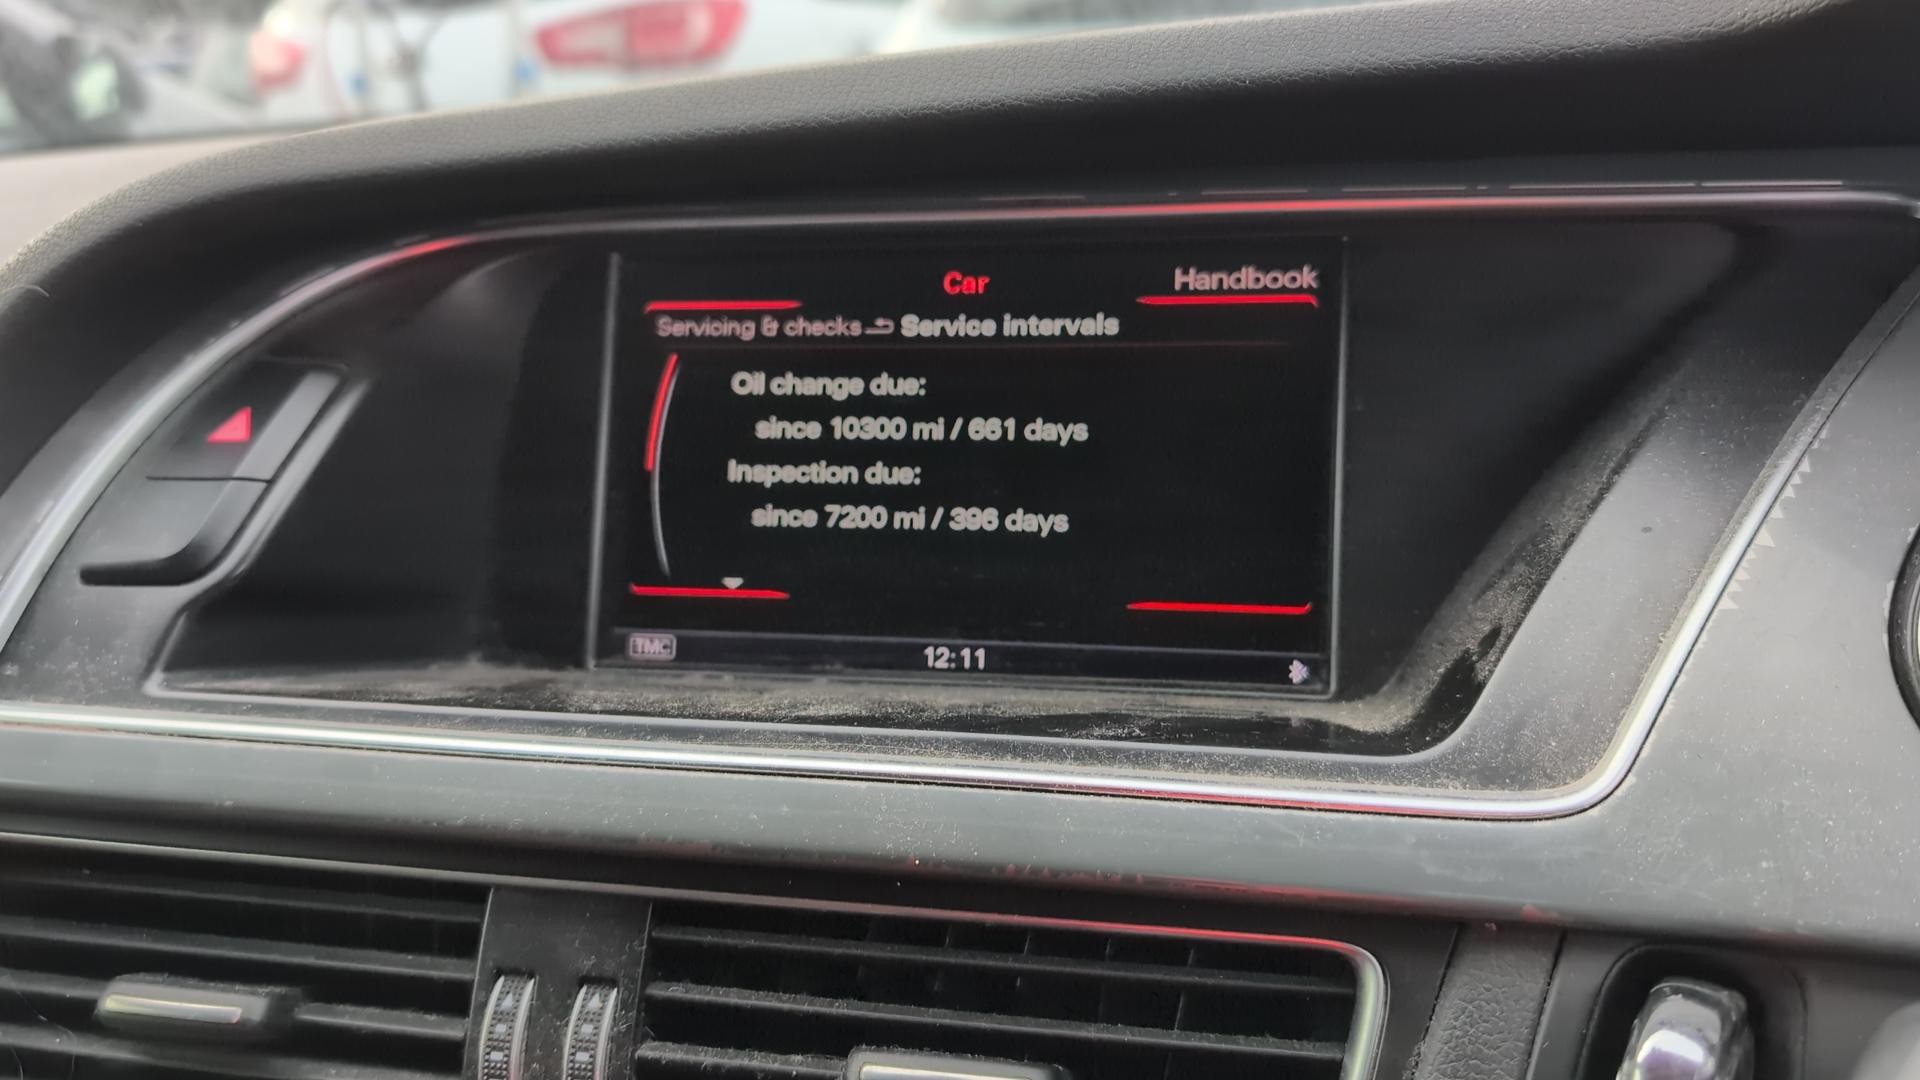 Car
Handbook
Servicing & checks Service intervals
Oil change due:
since 10300 mi / 661 days
Inspection due:
since 7200 mi / 396 days
TMC
12:11